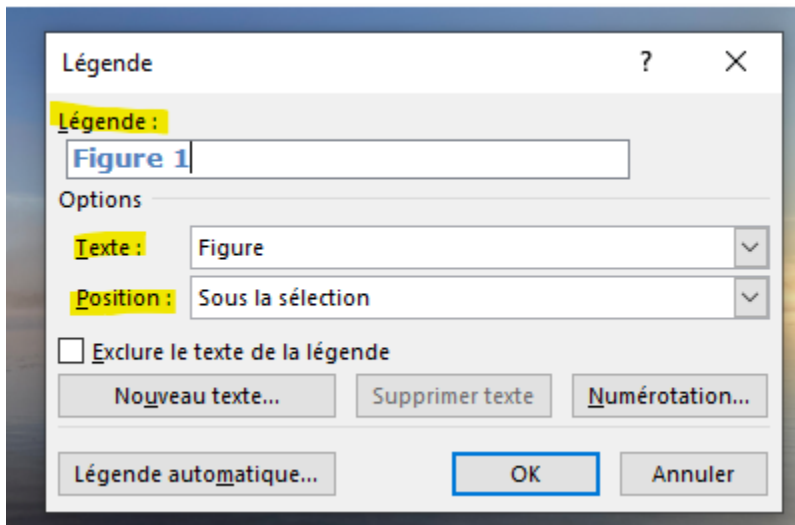 Légende ? ×
Légende :
Figure 1
Options
Texte : Figure
Position : Sous la sélection
Exclure le texte de la légende
Nouveau texte... Supprimer texte Numérotation...
Légende automatique... OK Annuler